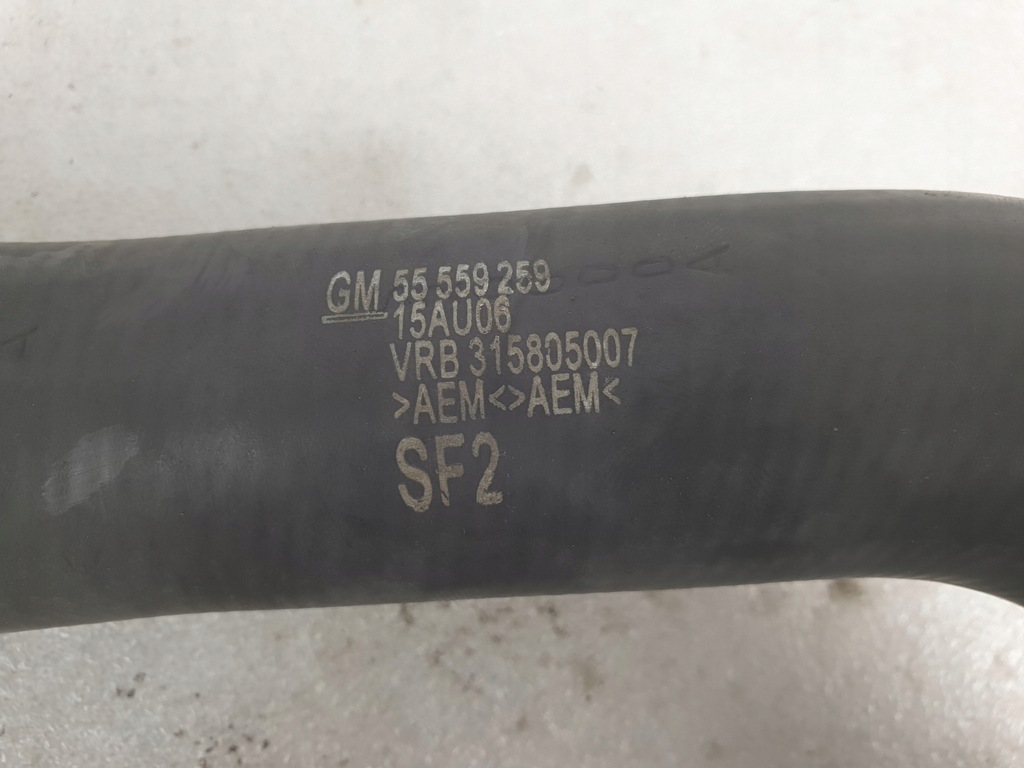 GM 55 559 259
15AU06
VRB 315805007
>AEM<>AEM<
SF2